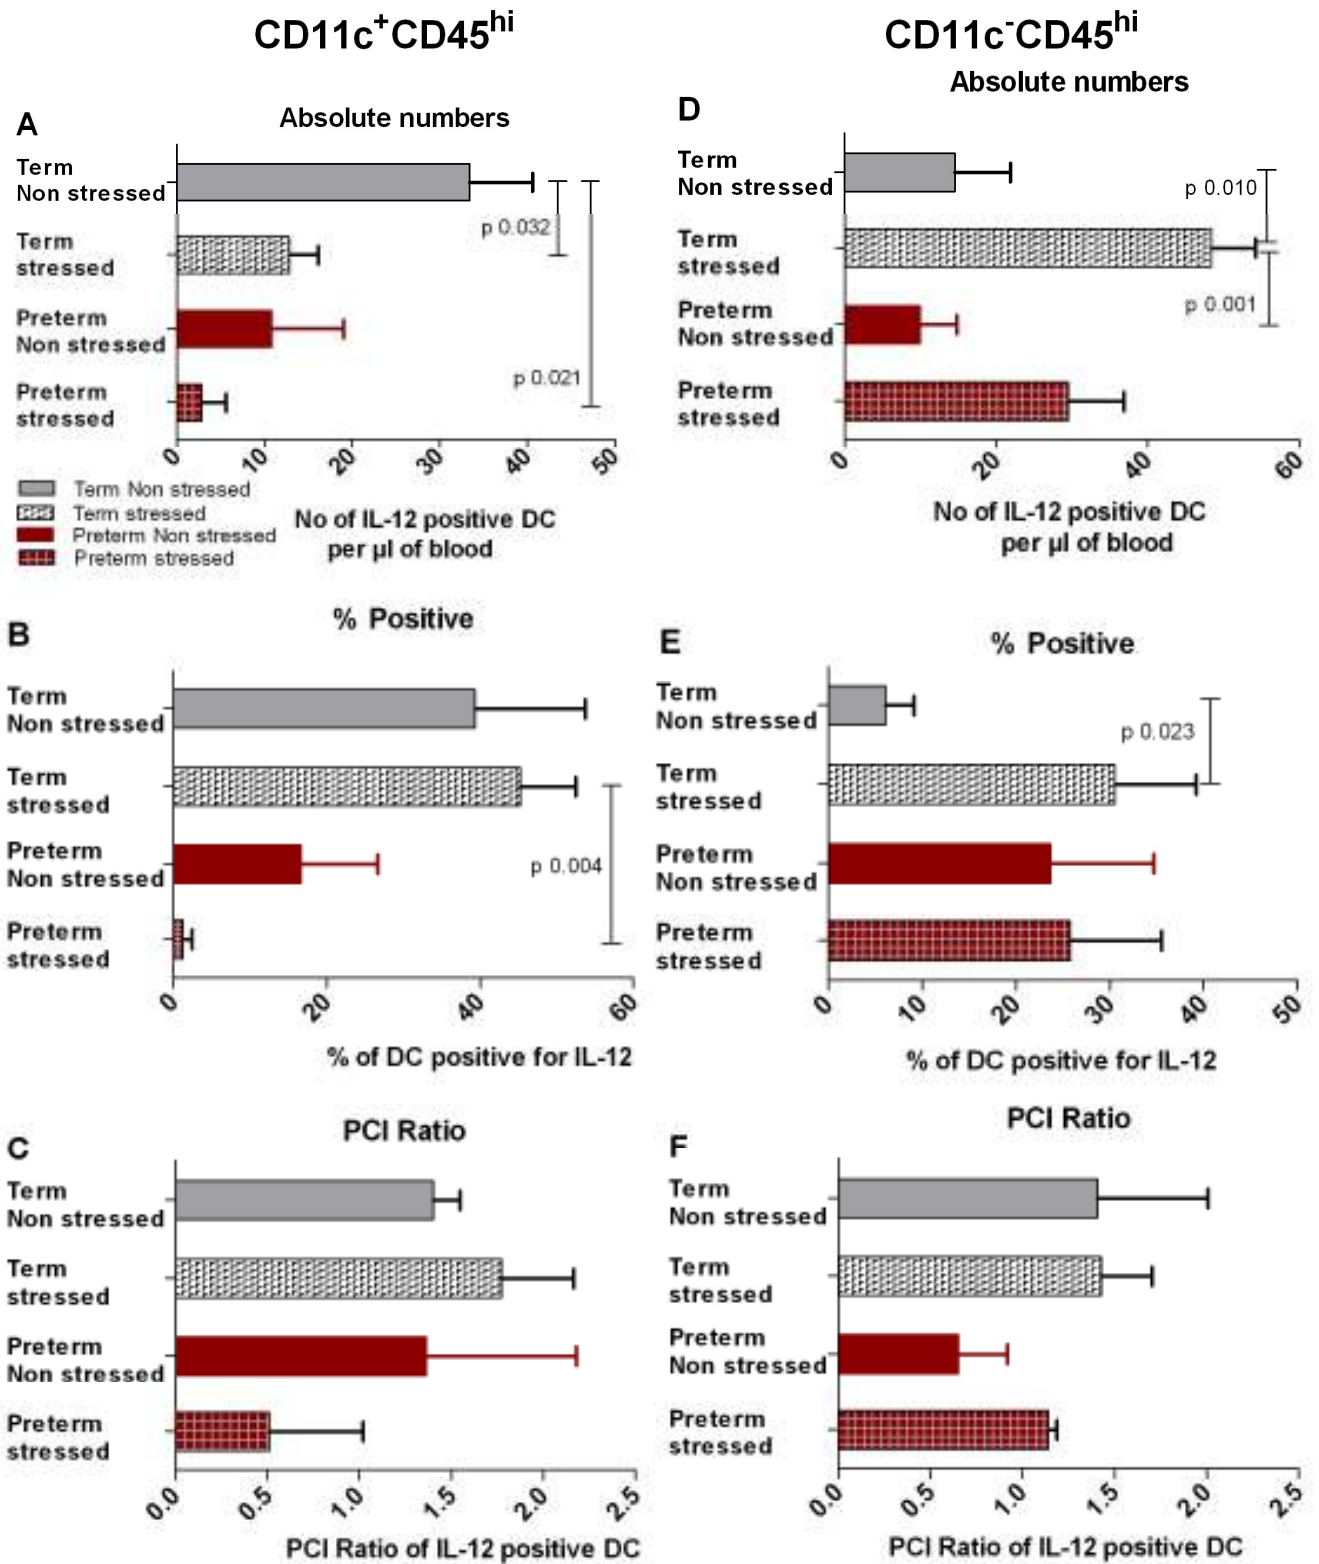 CD11c+CD45hi
CD11c-CD45hi
A
Absolute numbers
Term
Non stressed
Term
stressed
Preterm
Non stressed
Preterm
stressed
p 0.032
p 0.021
0 10 20 30 40 50
Term Non stressed
Term stressed
Preterm Non stressed
Preterm stressed
No of IL-12 positive DC
per µl of blood
D
Absolute numbers
Term
Non stressed
Term
stressed
Preterm
Non stressed
Preterm
stressed
p 0.010
p 0.001
0 20 40 60
No of IL-12 positive DC
per µl of blood
B
% Positive
Term
Non stressed
Term
stressed
Preterm
Non stressed
Preterm
stressed
p 0.004
0 20 40 60
% of DC positive for IL-12
E
% Positive
Term
Non stressed
Term
stressed
Preterm
Non stressed
Preterm
stressed
p 0.023
0 10 20 30 40 50
% of DC positive for IL-12
C
PCI Ratio
Term
Non stressed
Term
stressed
Preterm
Non stressed
Preterm
stressed
0.0 0.5 1.0 1.5 2.0 2.5
PCI Ratio of IL-12 positive DC
F
PCI Ratio
Term
Non stressed
Term
stressed
Preterm
Non stressed
Preterm
stressed
0.0 0.5 1.0 1.5 2.0 2.5
PCI Ratio of IL-12 positive DC